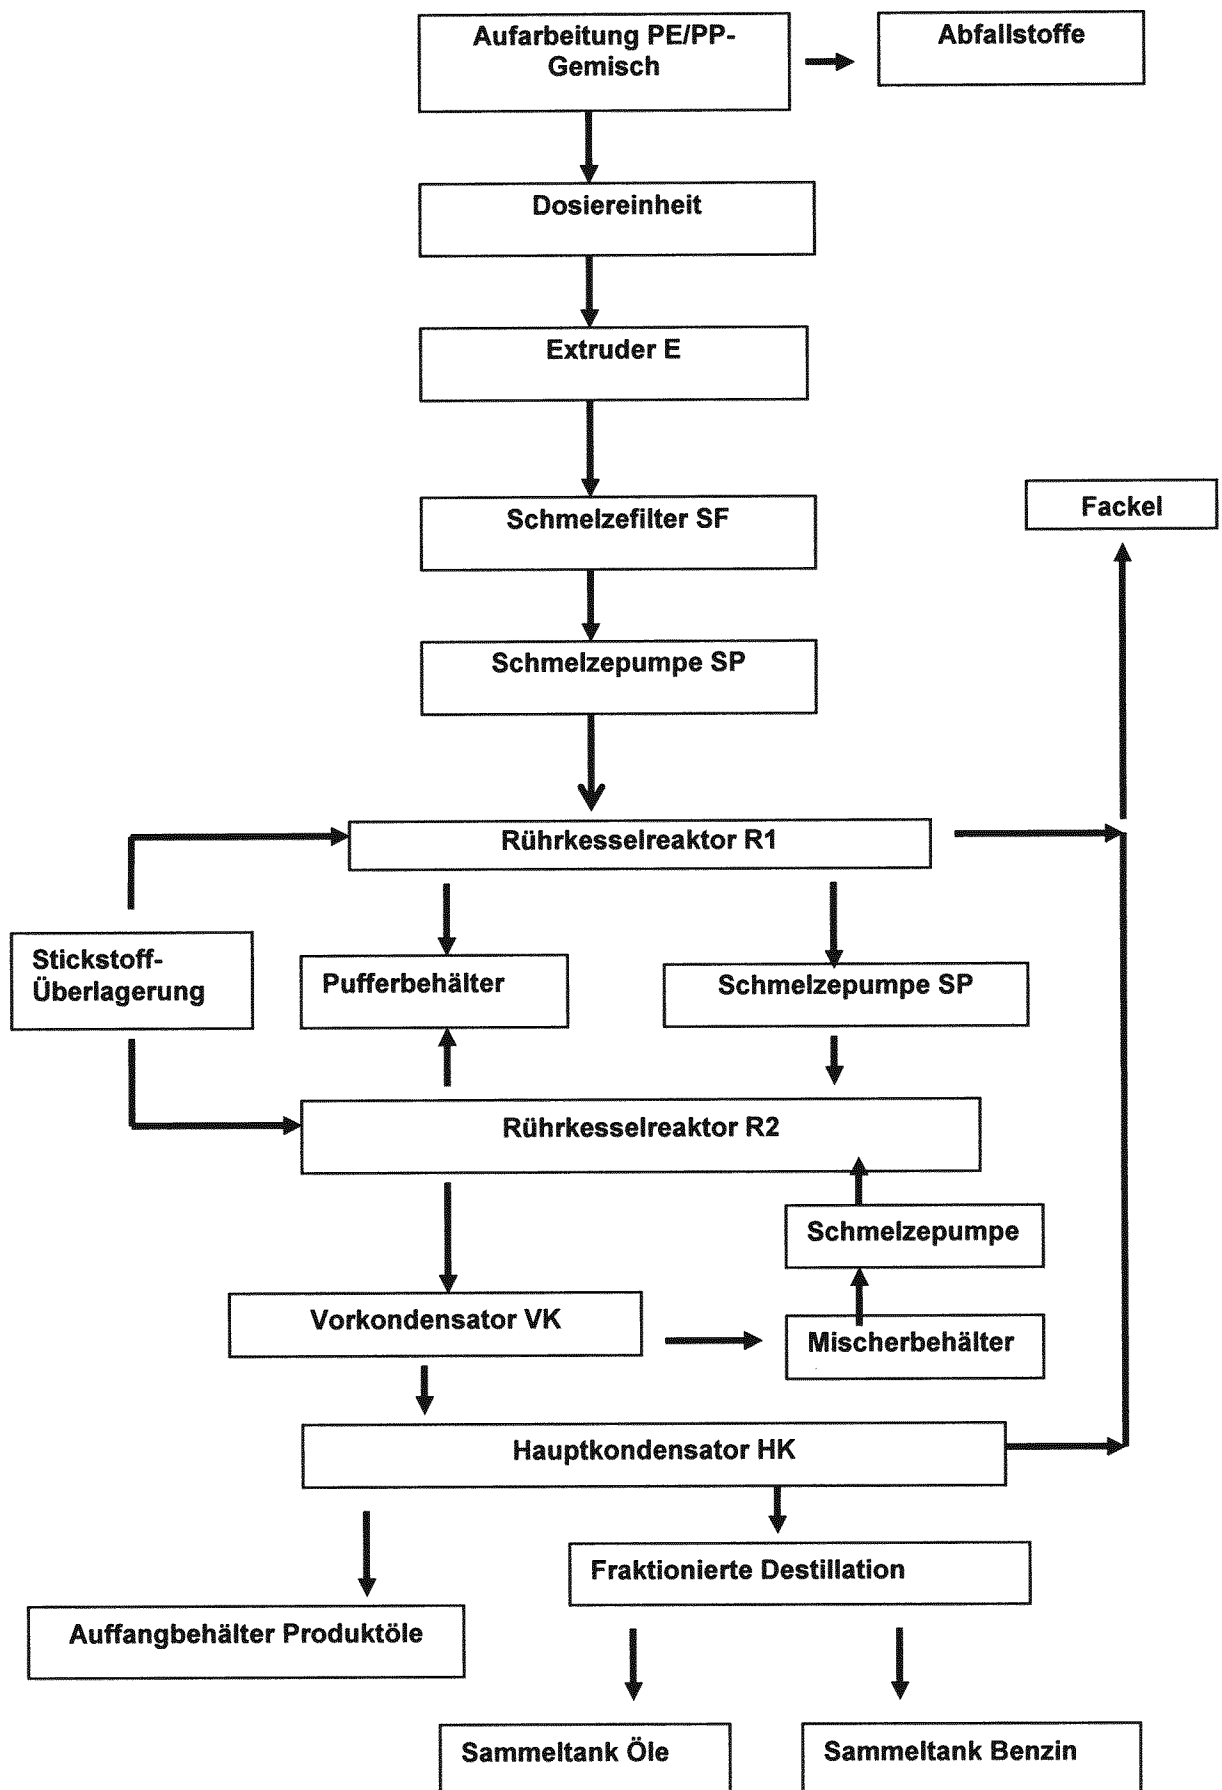 Aufarbeitung PE/PP-
Gemisch
Abfallstoffe
Dosiereinheit
Extruder E
Schmelzefilter SF
Fackel
Schmelzepumpe SP
Rührkesselreaktor R1
Stickstoff-
Überlagerung
Pufferbehälter
Schmelzepumpe SP
Rührkesselreaktor R2
Schmelzepumpe
Vorkondensator VK
Mischerbehälter
Hauptkondensator HK
Fraktionierte Destillation
Auffangbehälter Produktöle
Sammeltank Öle
Sammeltank Benzin